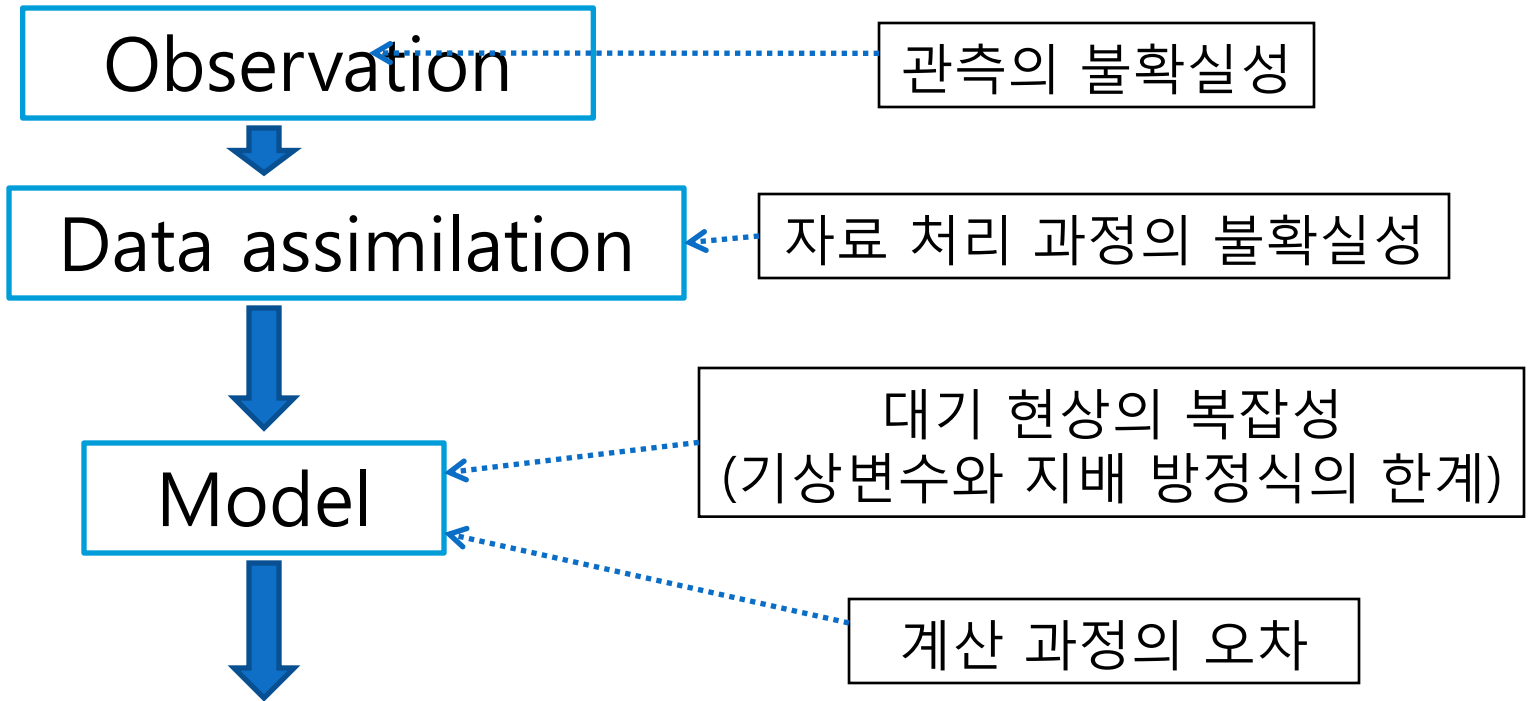 Observation
관측의 불확실성
Data assimilation
자료 처리 과정의 불확실성
대기 현상의 복잡성
(기상변수와 지배 방정식의 한계)
Model
계산 과정의 오차